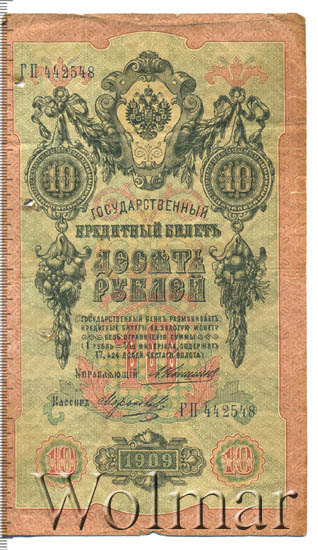 ГП 442548
10 10
ГОСУДАРСТВЕННЫЙ
КРЕДИТНЫЙ БИЛЕТЪ
ДЕСЯТЬ
РУБЛЕЙ
ГОСУДАРСТВЕННЫЙ БАНКЪ РАЗМѢНИВАЕТЪ
КРЕДИТНЫЕ БИЛЕТЫ НА ЗОЛОТУЮ МОНЕТУ
БЕЗЪ ОГРАНИЧЕНІЯ СУММЫ
(1 РУБЛЬ = 1/15 ИМПЕРІАЛА, СОДЕРЖИТЪ
17,424 ДОЛЕЙ ЧИСТАГО ЗОЛОТА)
УПРАВЛЯЮЩІЙ
КАССИРЪ
ГП 442548
10 1909 10
Wolmar